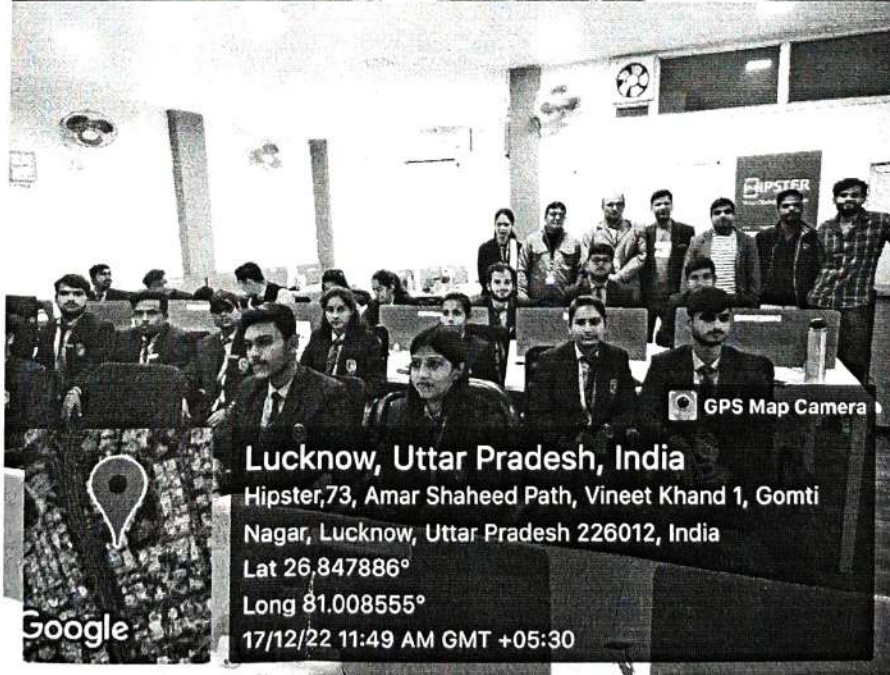 HIPSTER
GPS Map Camera
Lucknow, Uttar Pradesh, India
Hipster,73, Amar Shaheed Path, Vineet Khand 1, Gomti
Nagar, Lucknow, Uttar Pradesh 226012, India
Lat 26.847886°
Long 81.008555°
17/12/22 11:49 AM GMT +05:30
Google